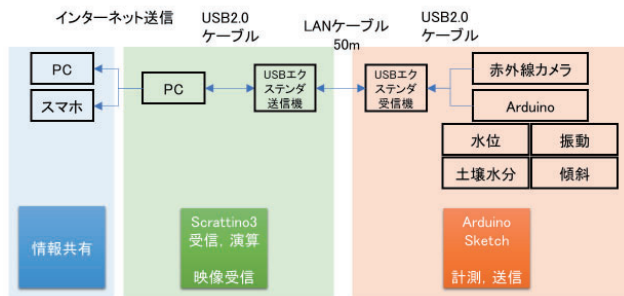 インターネット送信
USB2.0
ケーブル
LANケーブル
50m
USB2.0
ケーブル
PC
スマホ
PC
USBエク
ステンダ
送信機
USBエク
ステンダ
受信機
赤外線カメラ
Arduino
水位
振動
土壌水分
傾斜
情報共有
Scrattino3
受信，演算
映像受信
Arduino
Sketch
計測，送信